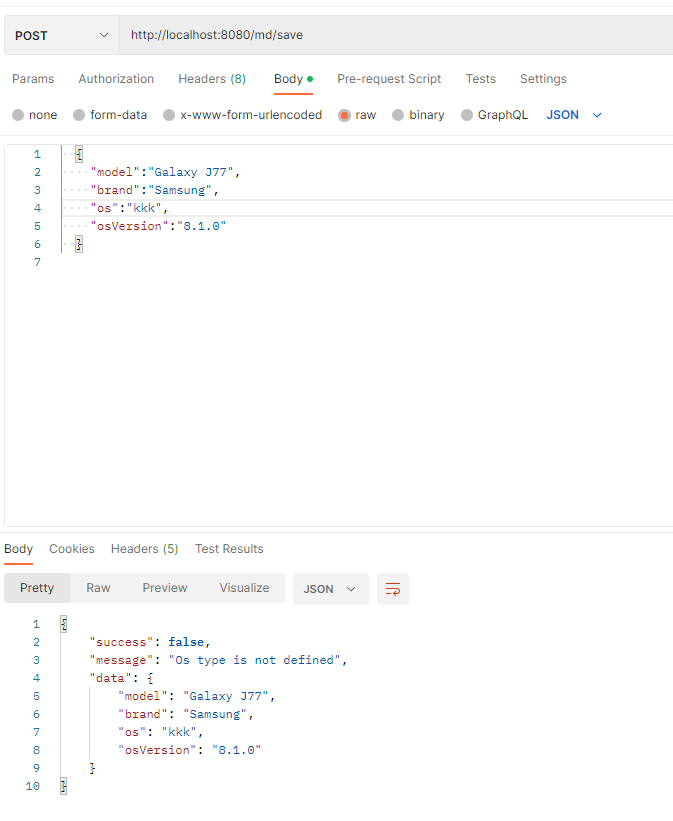 POST http://localhost:8080/md/save
Params Authorization Headers (8) Body Pre-request Script Tests Settings
none form-data x-www-form-urlencoded raw binary GraphQL JSON
1 {
2 "model":"Galaxy J77",
3 "brand":"Samsung",
4 "os":"kkk",
5 "osVersion":"8.1.0"
6 }
7
Body Cookies Headers (5) Test Results
Pretty Raw Preview Visualize JSON
1 {
2 "success": false,
3 "message": "Os type is not defined",
4 "data": {
5 "model": "Galaxy J77",
6 "brand": "Samsung",
7 "os": "kkk",
8 "osVersion": "8.1.0"
9 }
10 }